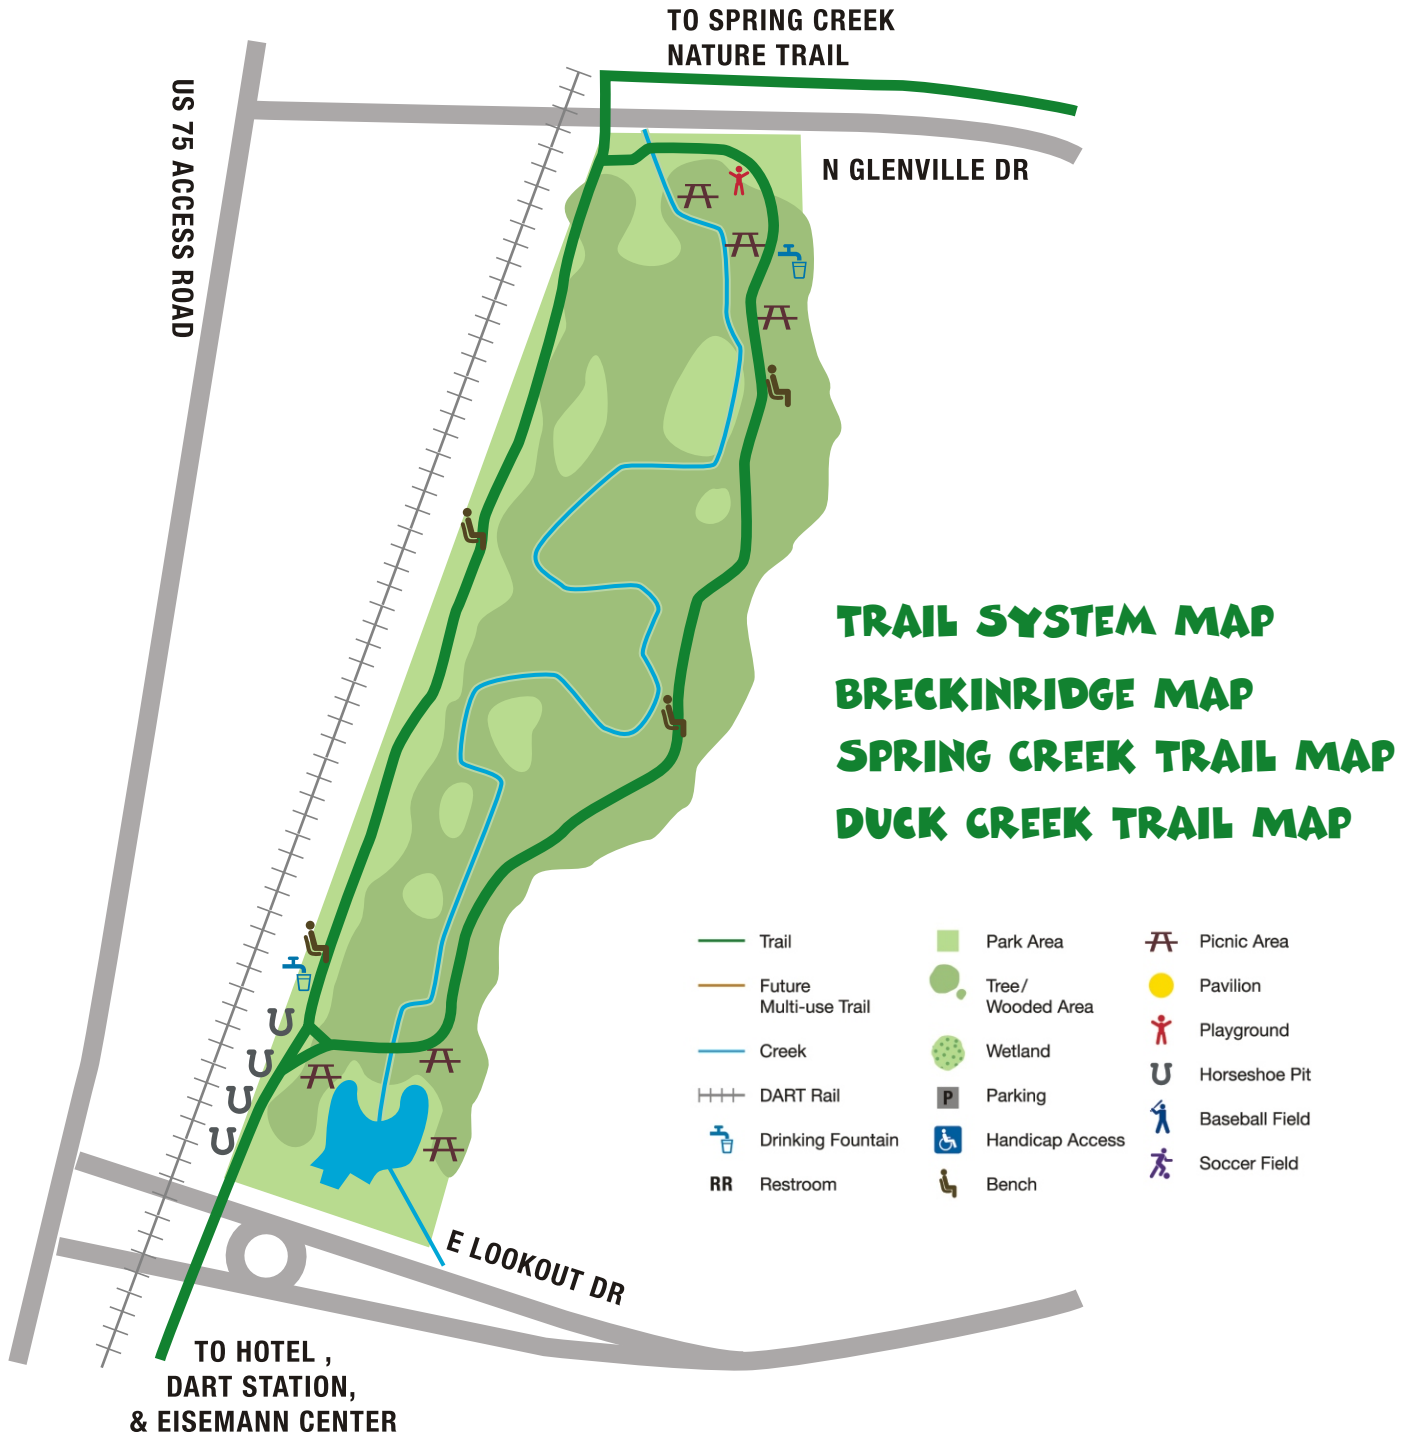 TO SPRING CREEK
NATURE TRAIL
US 75 ACCESS ROAD
N GLENVILLE DR
TRAIL SYSTEM MAP
BRECKINRIDGE MAP
SPRING CREEK TRAIL MAP
DUCK CREEK TRAIL MAP
Trail
Future
Multi-use Trail
Creek
DART Rail
Drinking Fountain
RR Restroom
Park Area
Tree/
Wooded Area
Wetland
P Parking
Handicap Access
Bench
Picnic Area
Pavilion
Playground
Horseshoe Pit
Baseball Field
Soccer Field
E LOOKOUT DR
TO HOTEL ,
DART STATION,
& EISEMANN CENTER